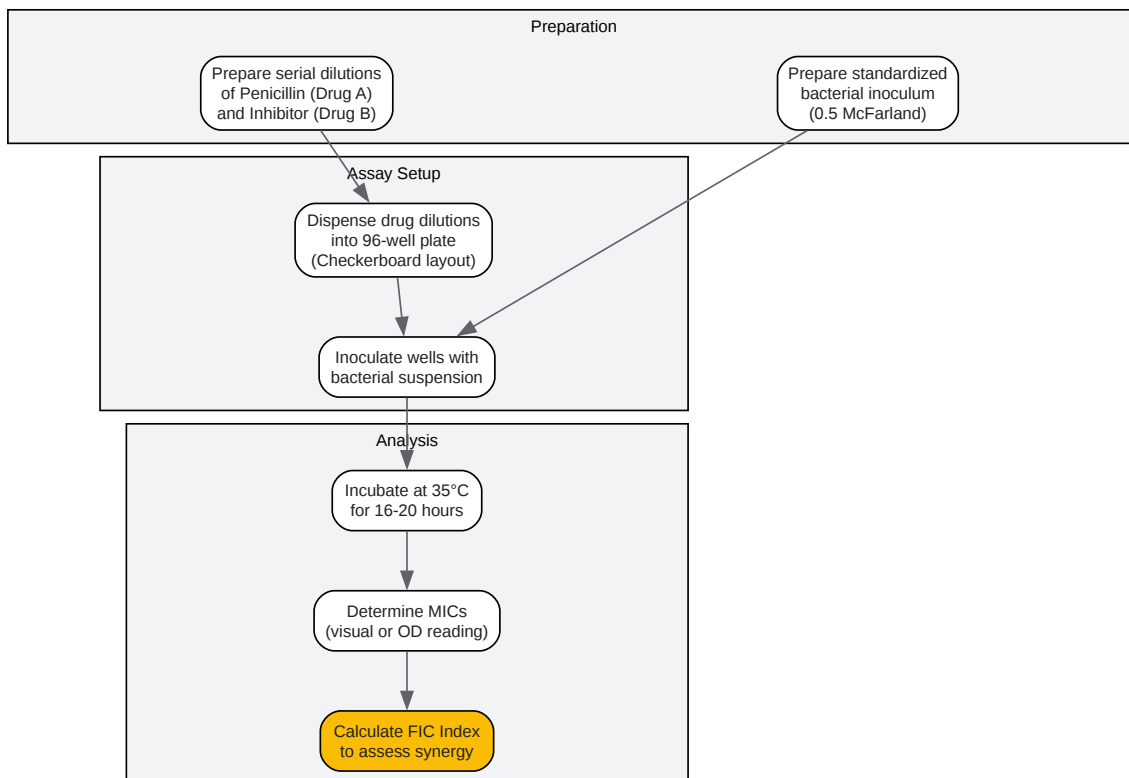 Preparation
Prepare serial dilutions
of Penicillin (Drug A)
and Inhibitor (Drug B)
Prepare standardized
bacterial inoculum
(0.5 McFarland)
Assay Setup
Dispense drug dilutions
into 96-well plate
(Checkerboard layout)
Inoculate wells with
bacterial suspension
Analysis
Incubate at 35°C
for 16-20 hours
Determine MICs
(visual or OD reading)
Calculate FIC Index
to assess synergy